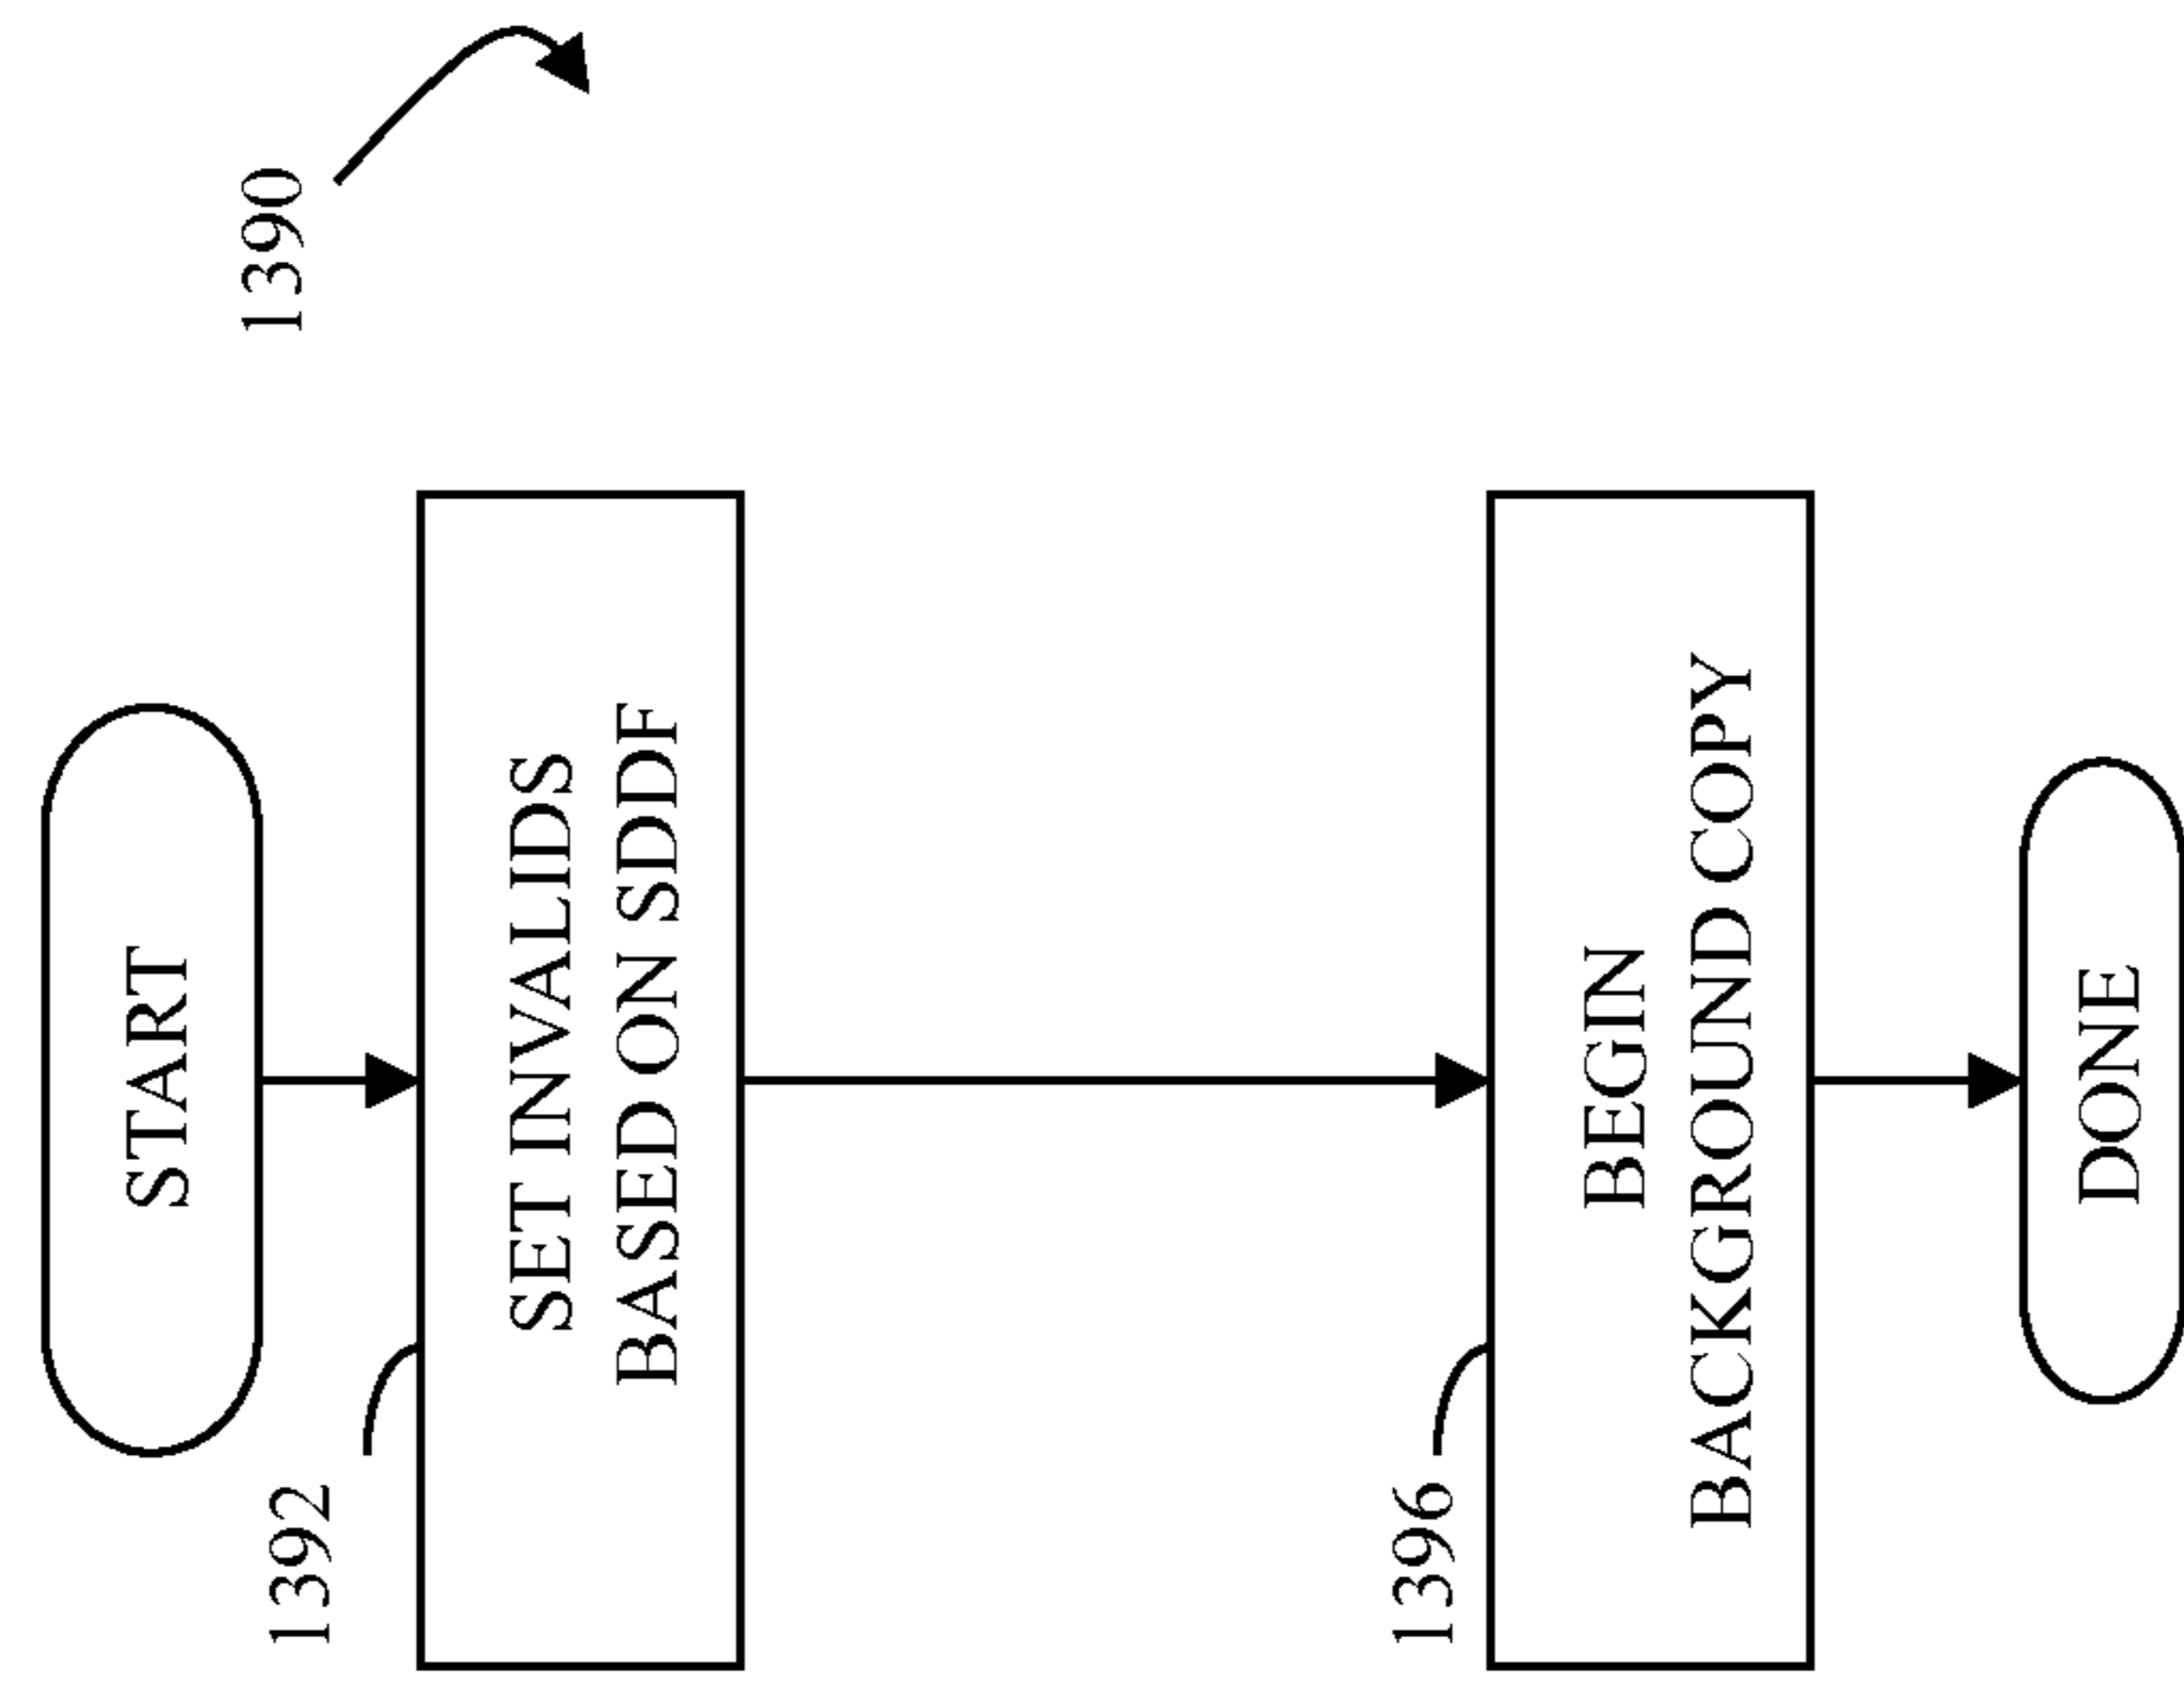 1390
START
1392
SET INVALIDS
BASED ON SDDF
1396
BEGIN
BACKGROUND COPY
DONE